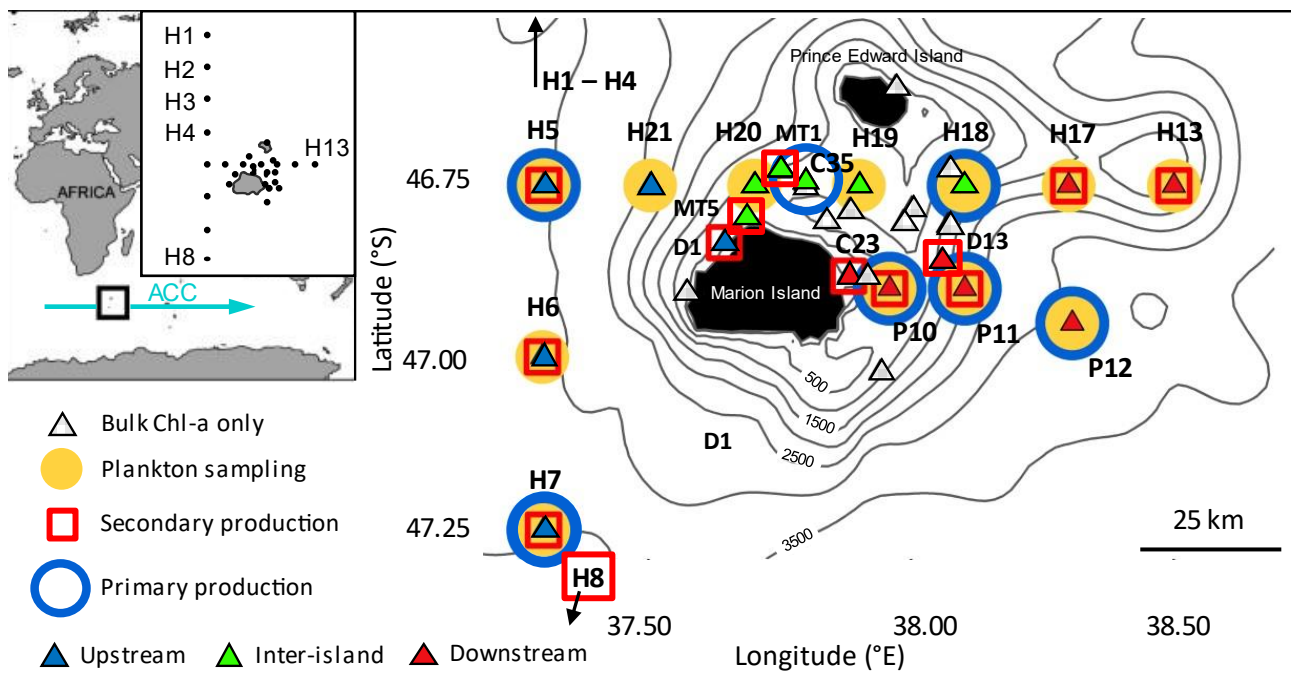 H1
H2
H3
H4
H13
H8
AFRICA
ACC
H1 – H4
Prince Edward Island
H5
H21
H20
MT1
H19
H18
H17
H13
C35
46.75
MT5
D1
C23
D13
Marion Island
Latitude (°S)
H6
P10
P11
P12
47.00
500
1500
2500
3500
D1
H7
47.25
25 km
H8
37.50
38.00
38.50
Longitude (°E)
Bulk Chl-a only
Plankton sampling
Secondary production
Primary production
Upstream
Inter-island
Downstream